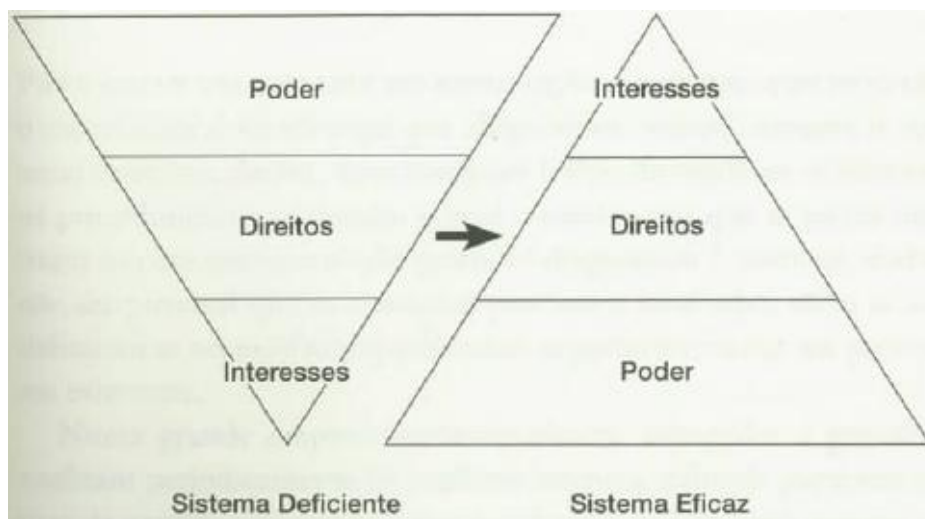 Poder
Interesses
Direitos
Direitos
Interesses
Poder
Sistema Deficiente
Sistema Eficaz